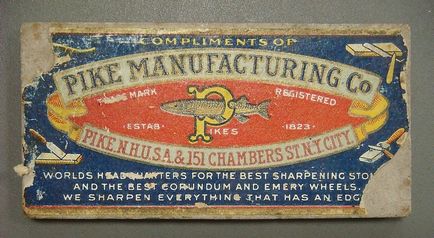 COMPLIMENTS OF
PIKE MANUFACTURING CO
TRADE MARK REGISTERED
ESTAB. 1823
PIKES
PIKE, N.H.U.S.A. & 151 CHAMBERS ST. N.Y. CITY.
WORLDS HEADQUARTERS FOR THE BEST SHARPENING
AND THE BEST CORUNDUM AND EMERY WHEELS.
WE SHARPEN EVERYTHING THAT HAS AN EDG